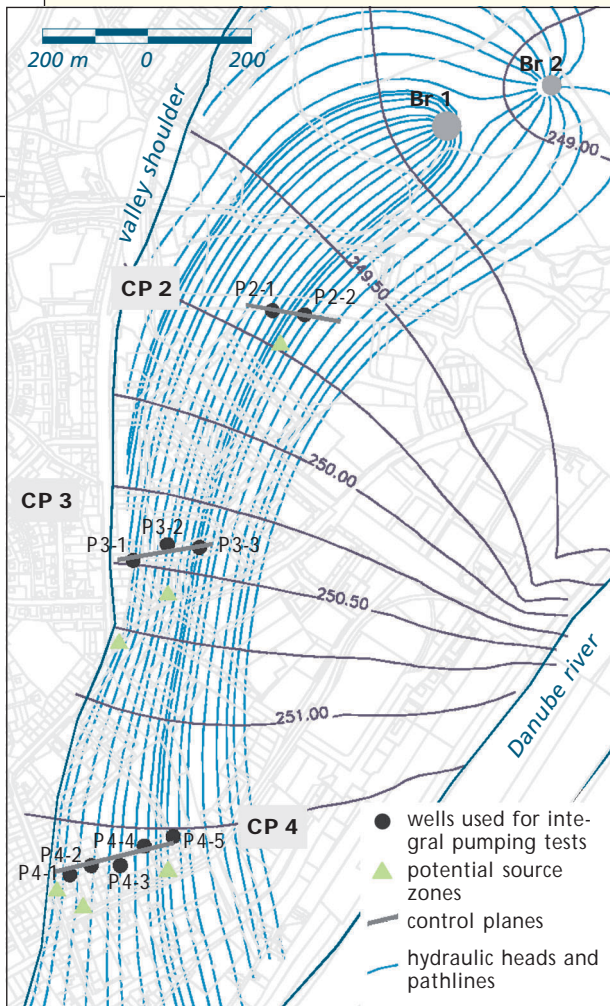 200 m 0 200
Br 2
Br 1
249.00
valley shoulder
249.50
CP 2
P2-1
P2-2
250.00
CP 3
P3-2
P3-1
P3-3
250.50
251.00
Danube river
CP 4
P4-4
P4-5
P4-2
P4-1
P4-3
wells used for inte-
gral pumping tests
potential source
zones
control planes
hydraulic heads and
pathlines